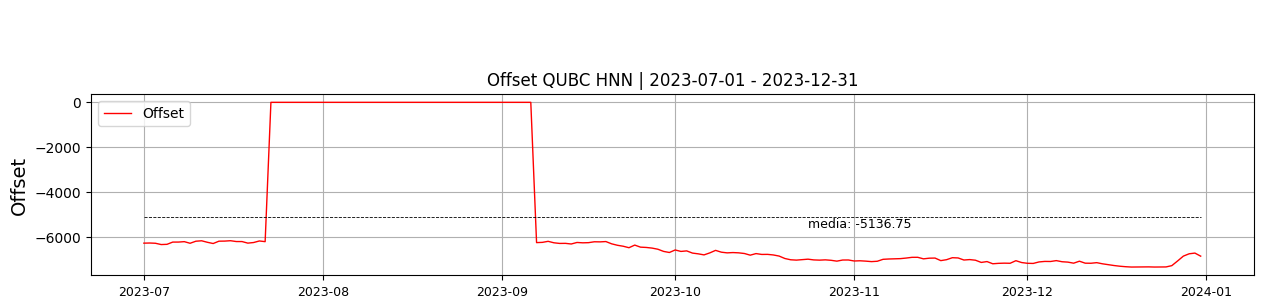 Offset QUBC HNN | 2023-07-01 - 2023-12-31
Offset
0
−2000
−4000
−6000
Offset
media: -5136.75
2023-07
2023-08
2023-09
2023-10
2023-11
2023-12
2024-01